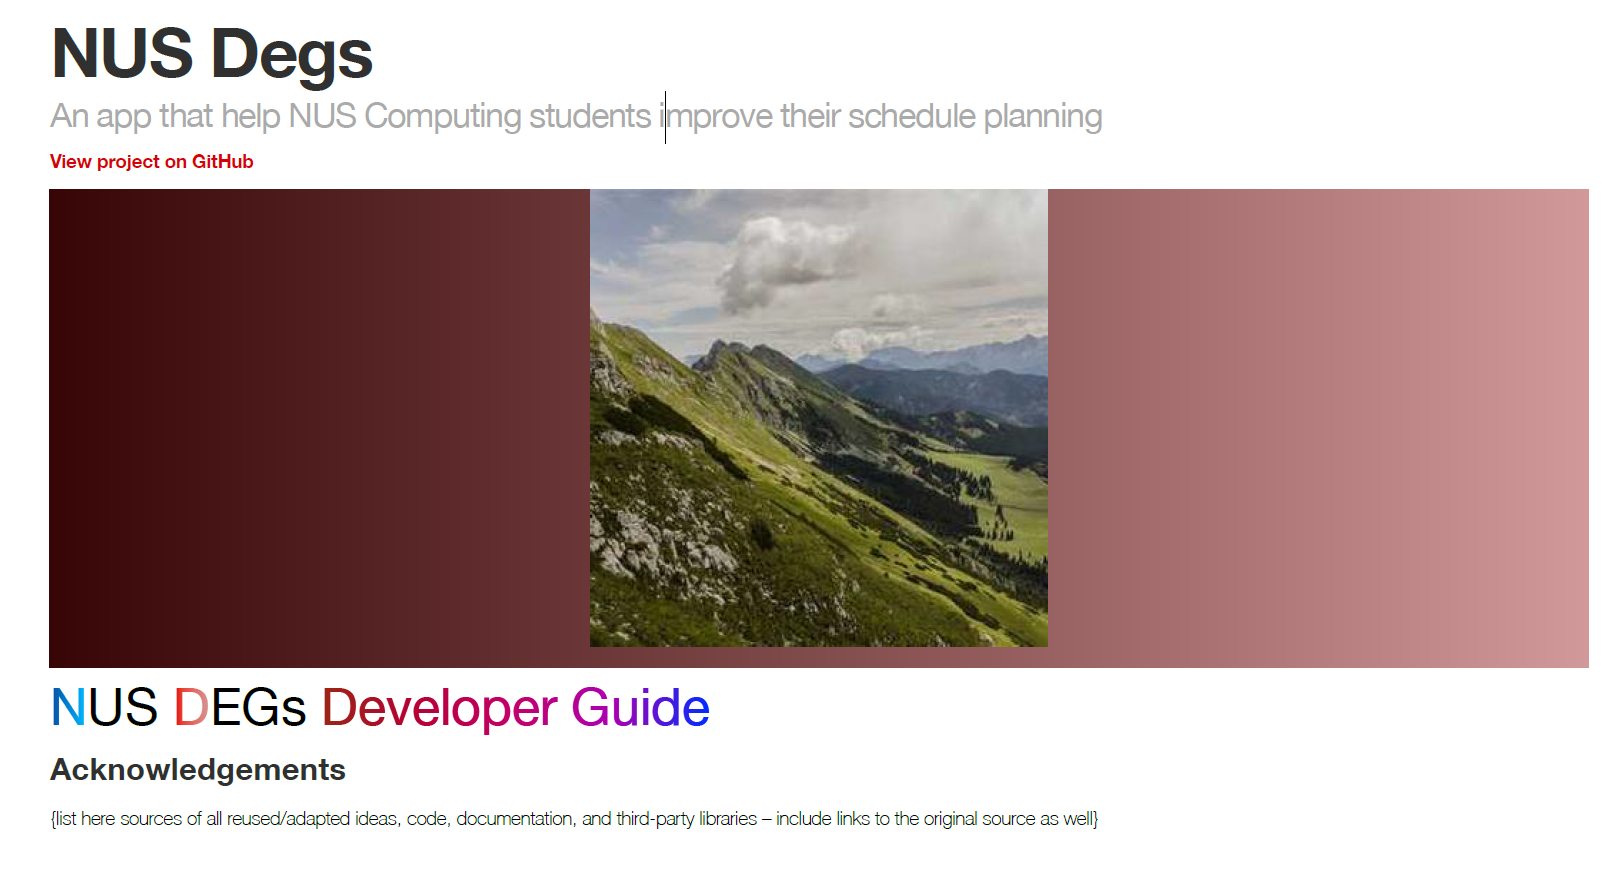 NUS Degs
An app that help NUS Computing students improve their schedule planning
View project on GitHub
NUS DEGs Developer Guide
Acknowledgements
{list here sources of all reused/adapted ideas, code, documentation, and third-party libraries – include links to the original source as well}